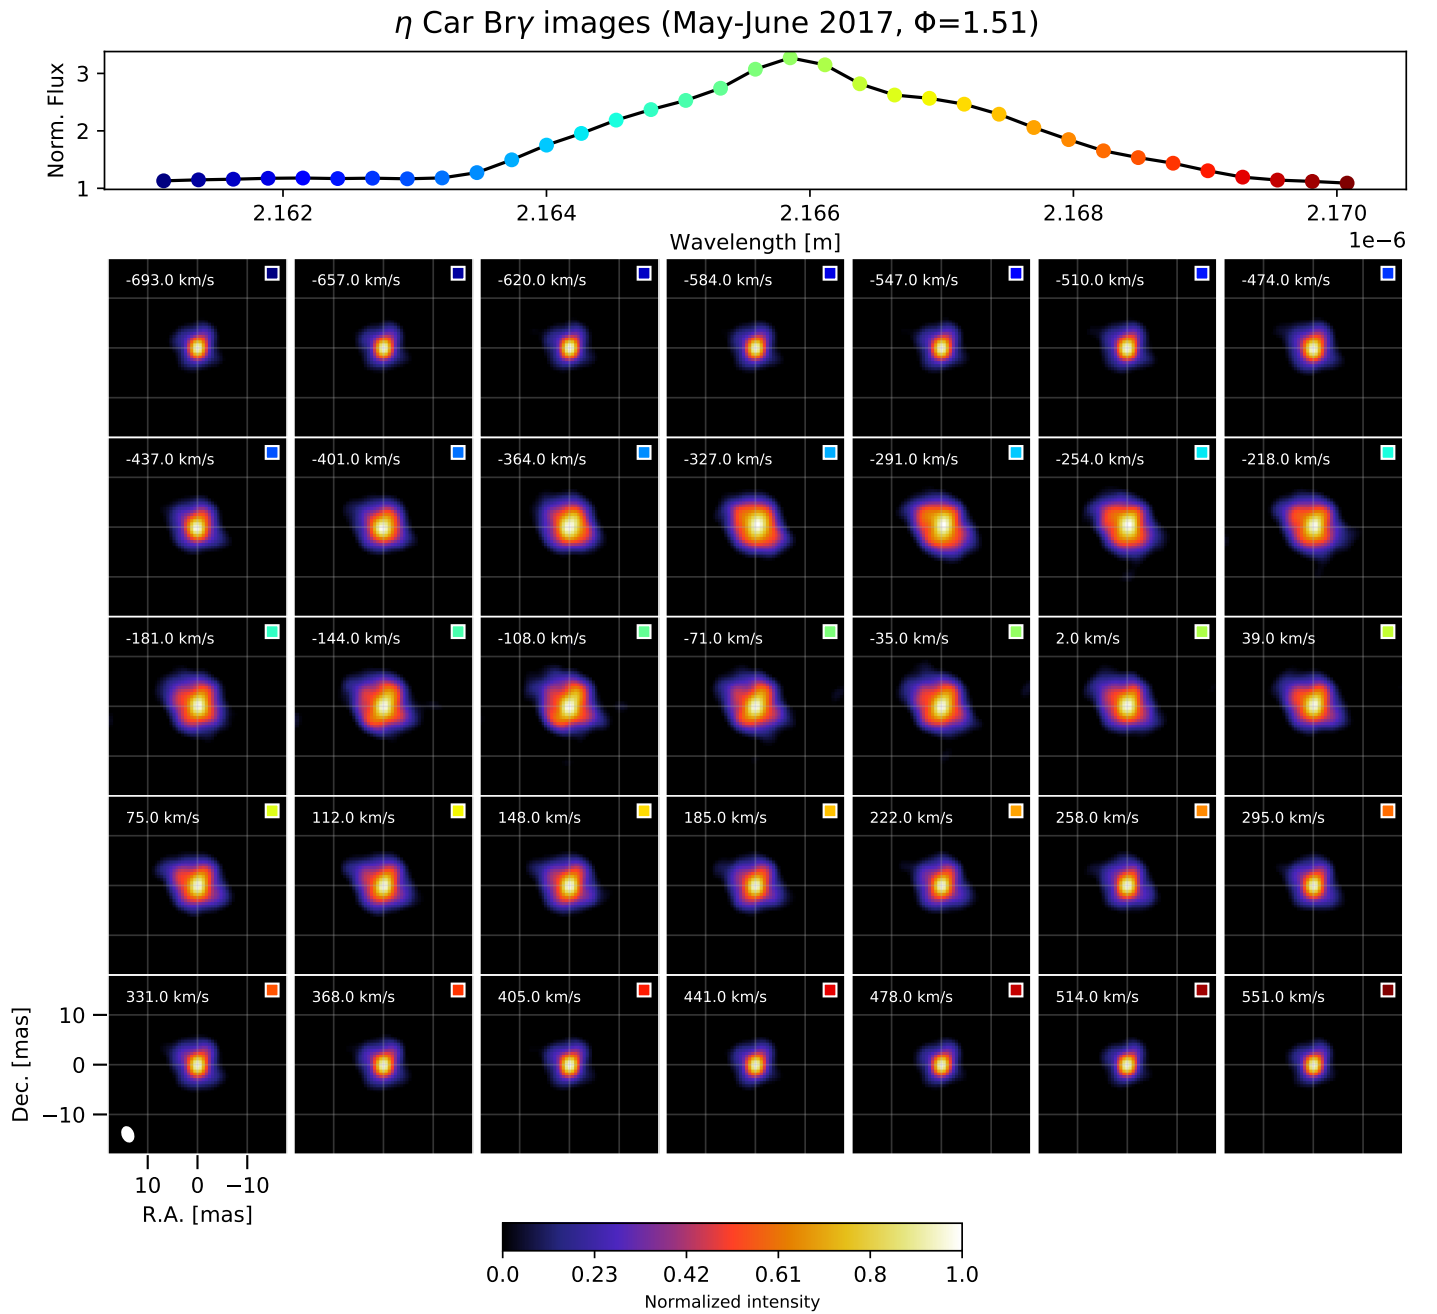 η Car Brγ images (May-June 2017, Φ=1.51)
Norm. Flux
3
2
1
2.162 2.164 2.166 2.168 2.170
Wavelength [m]
1e−6
-693.0 km/s -657.0 km/s -620.0 km/s -584.0 km/s -547.0 km/s -510.0 km/s -474.0 km/s
-437.0 km/s -401.0 km/s -364.0 km/s -327.0 km/s -291.0 km/s -254.0 km/s -218.0 km/s
-181.0 km/s -144.0 km/s -108.0 km/s -71.0 km/s -35.0 km/s 2.0 km/s 39.0 km/s
75.0 km/s 112.0 km/s 148.0 km/s 185.0 km/s 222.0 km/s 258.0 km/s 295.0 km/s
331.0 km/s 368.0 km/s 405.0 km/s 441.0 km/s 478.0 km/s 514.0 km/s 551.0 km/s
Dec. [mas]
10
0
−10
10 0 −10
R.A. [mas]
0.0 0.23 0.42 0.61 0.8 1.0
Normalized intensity